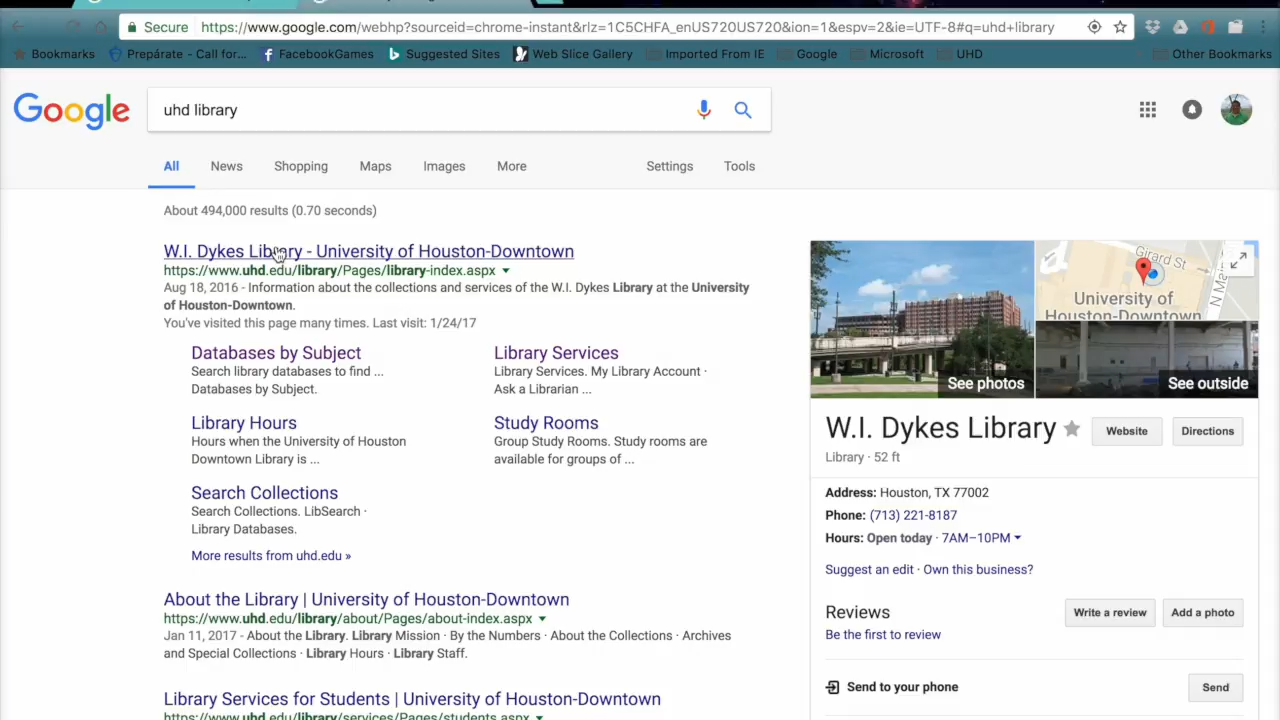 Secure https://www.google.com/webhp?sourceid=chrome-instant&rlz=1C5CHFA_enUS720US720&ion=1&espv=2&ie=UTF-8#q=uhd+library
Bookmarks Prepárate - Call for... FacebookGames Suggested Sites Web Slice Gallery Imported From IE Google Microsoft UHD Other Bookmarks
Google uhd library
All News Shopping Maps Images More Settings Tools
About 494,000 results (0.70 seconds)
W.I. Dykes Library - University of Houston-Downtown
https://www.uhd.edu/library/Pages/library-index.aspx
Aug 18, 2016 - Information about the collections and services of the W.I. Dykes Library at the University
of Houston-Downtown.
You've visited this page many times. Last visit: 1/24/17
Databases by Subject
Search library databases to find ...
Databases by Subject.
Library Services
Library Services. My Library Account ·
Ask a Librarian ...
Library Hours
Hours when the University of Houston
Downtown Library is ...
Study Rooms
Group Study Rooms. Study rooms are
available for groups of ...
Search Collections
Search Collections. LibSearch ·
Library Databases.
More results from uhd.edu »
About the Library | University of Houston-Downtown
https://www.uhd.edu/library/about/Pages/about-index.aspx
Jan 11, 2017 - About the Library. Library Mission · By the Numbers · About the Collections · Archives
and Special Collections · Library Hours · Library Staff.
Library Services for Students | University of Houston-Downtown
https://www.uhd.edu/library/services/Pages/students.aspx
Girard St
N Main
University of
Houston-Downtown
See photos
See outside
W.I. Dykes Library
Website
Directions
Library · 52 ft
Address: Houston, TX 77002
Phone: (713) 221-8187
Hours: Open today · 7AM–10PM
Suggest an edit · Own this business?
Reviews
Write a review
Add a photo
Be the first to review
Send to your phone
Send